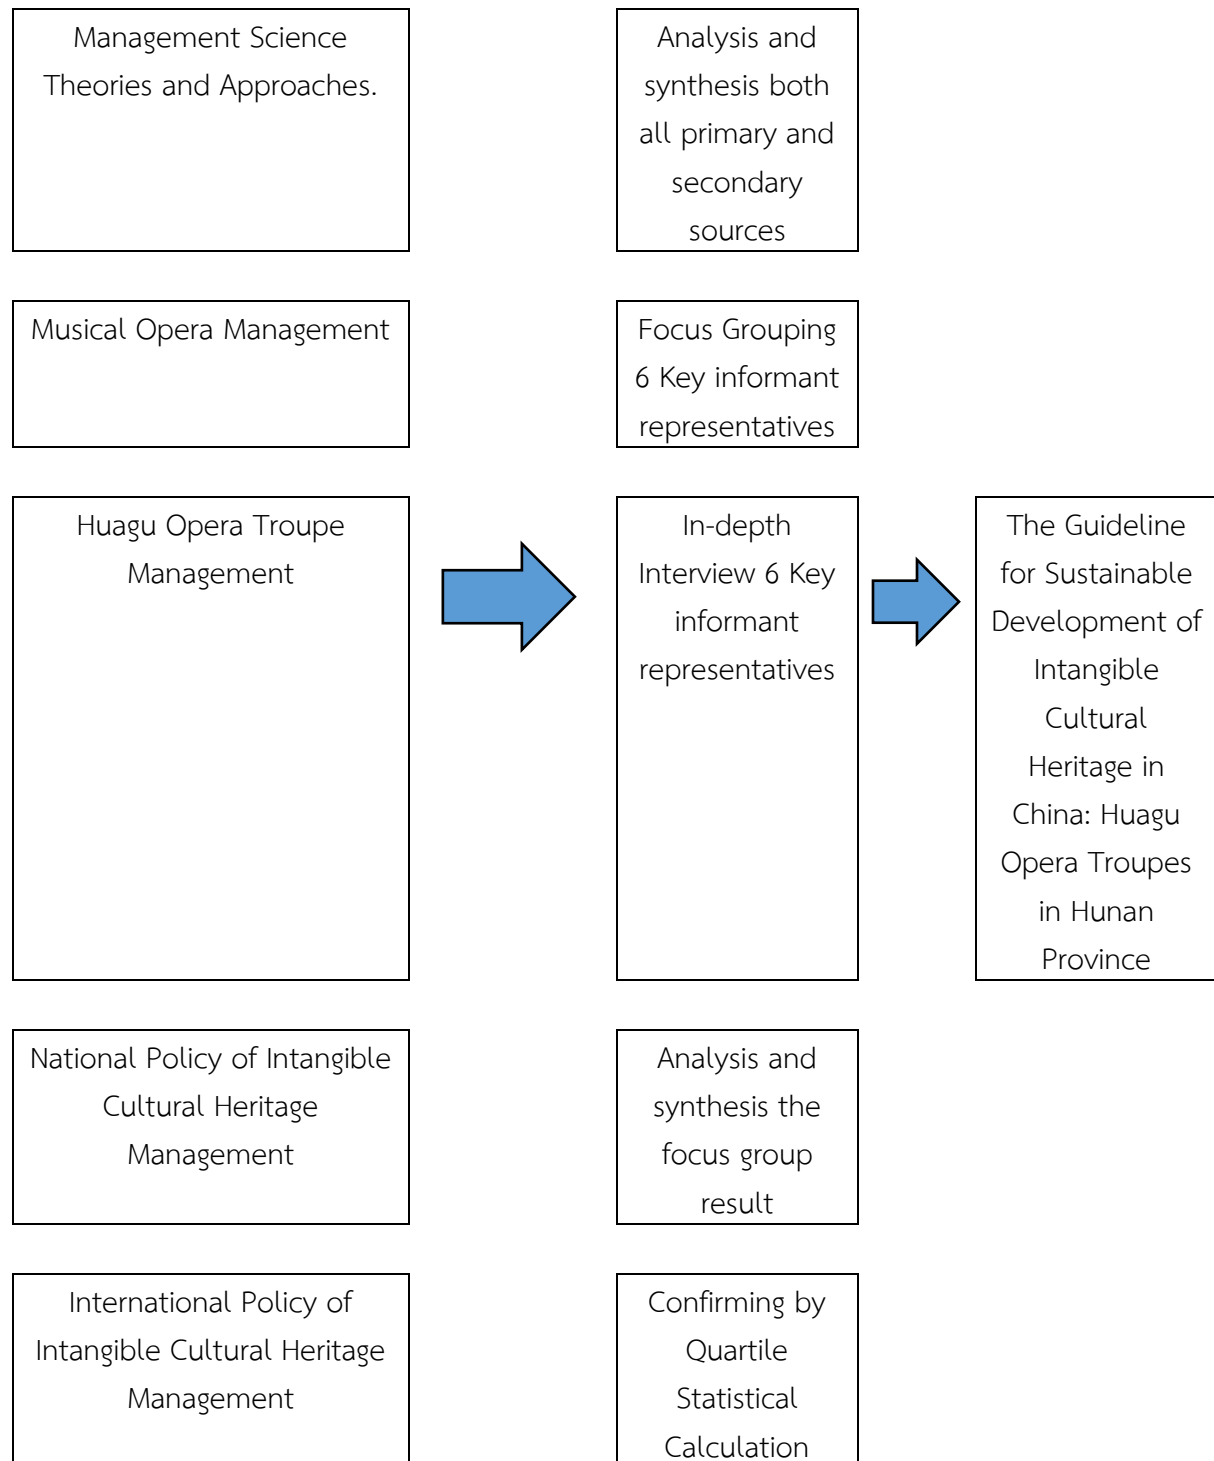 Management Science
Theories and Approaches.
Analysis and
synthesis both
all primary and
secondary
sources
Musical Opera Management
Focus Grouping
6 Key informant
representatives
Huagu Opera Troupe
Management
In-depth
Interview 6 Key
informant
representatives
The Guideline
for Sustainable
Development of
Intangible
Cultural
Heritage in
China: Huagu
Opera Troupes
in Hunan
Province
National Policy of Intangible
Cultural Heritage
Management
Analysis and
synthesis the
focus group
result
International Policy of
Intangible Cultural Heritage
Management
Confirming by
Quartile
Statistical
Calculation